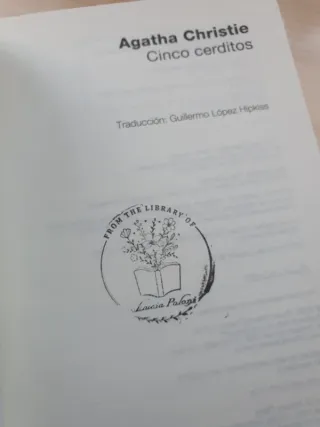 Agatha Christie
Cinco cerditos
Traducción: Guillermo López Hipkiss
FROM THE LIBRARY OF